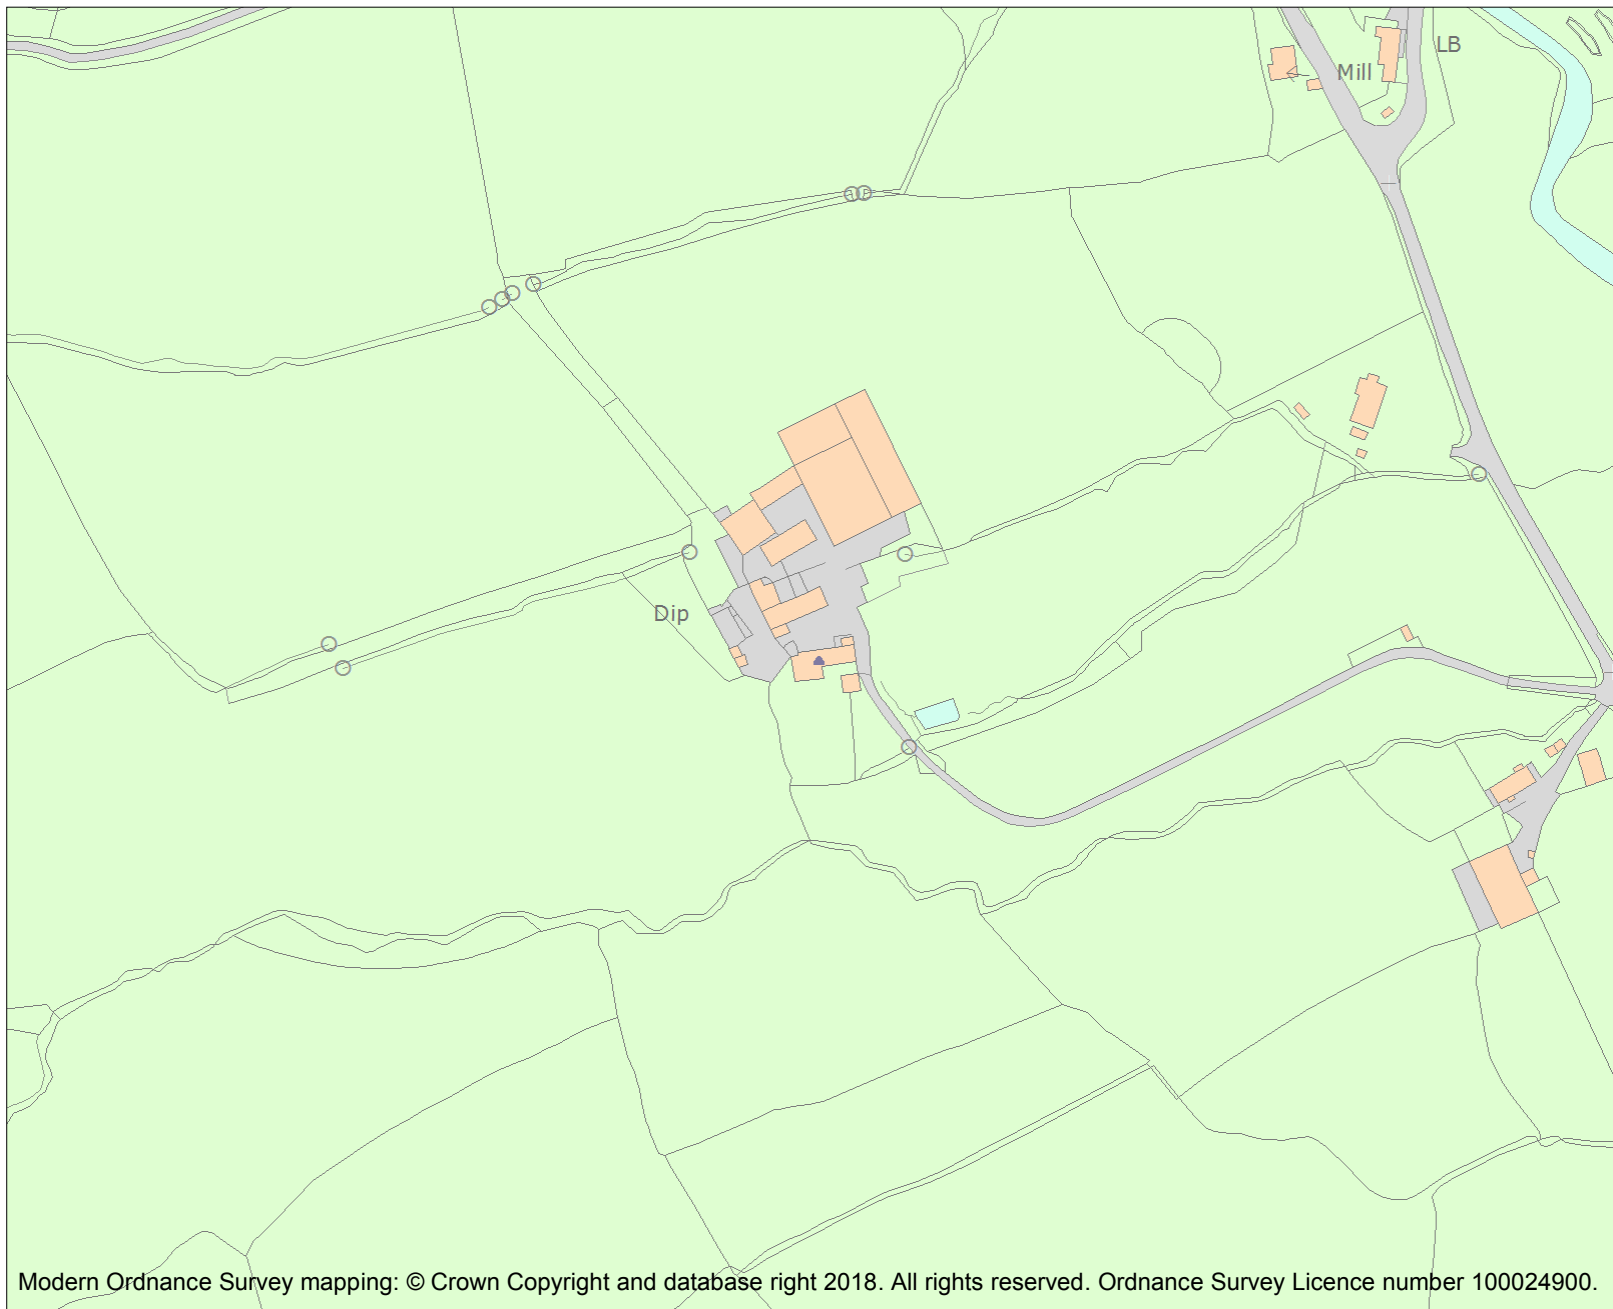 LB
Mill
Dip
Modern Ordnance Survey mapping: © Crown Copyright and database right 2018. All rights reserved. Ordnance Survey Licence number 100024900.